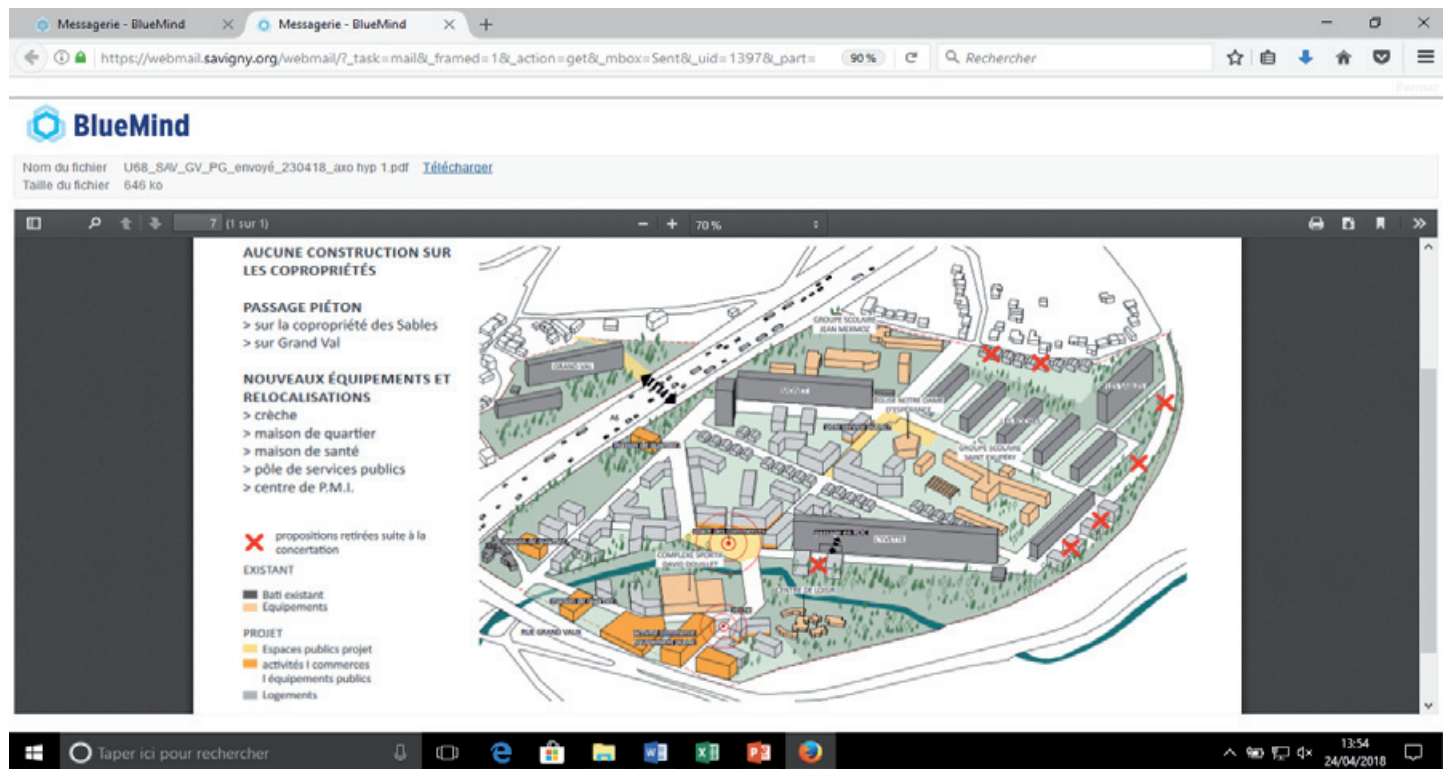 Messagerie - BlueMind
Messagerie - BlueMind
https://webmail.savigny.org/webmail/?_task=mail&_framed=1&_action=get&_mbox=Sent&_uid=1397&_part=
90 %
Rechercher
Fermer
BlueMind
Nom du fichier U68_SAV_GV_PG_envoyé_230418_axo hyp 1.pdf Télécharger
Taille du fichier 646 ko
7 (1 sur 1)
70 %
AUCUNE CONSTRUCTION SUR
LES COPROPRIÉTÉS
PASSAGE PIÉTON
> sur la copropriété des Sables
> sur Grand Val
NOUVEAUX ÉQUIPEMENTS ET
RELOCALISATIONS
> crèche
> maison de quartier
> maison de santé
> pôle de services publics
> centre de P.M.I.
propositions retirées suite à la
concertation
EXISTANT
Bati existant
Equipements
PROJET
Espaces publics projet
activités I commerces
I équipements publics
Logements
GROUPE SCOLAIRE
JEAN MERMOZ
GRAND VAL
A6
EGLISE NOTRE DAME
D'ESPÉRANCE
GROUPE SCOLAIRE
SAINT EXUPÉRY
L'YVETTE
COMPLEXE SPORTIF
DAVID DOUILLET
CENTRE DE LOISIR
RUE GRAND VAUX
Taper ici pour rechercher
13:54
24/04/2018